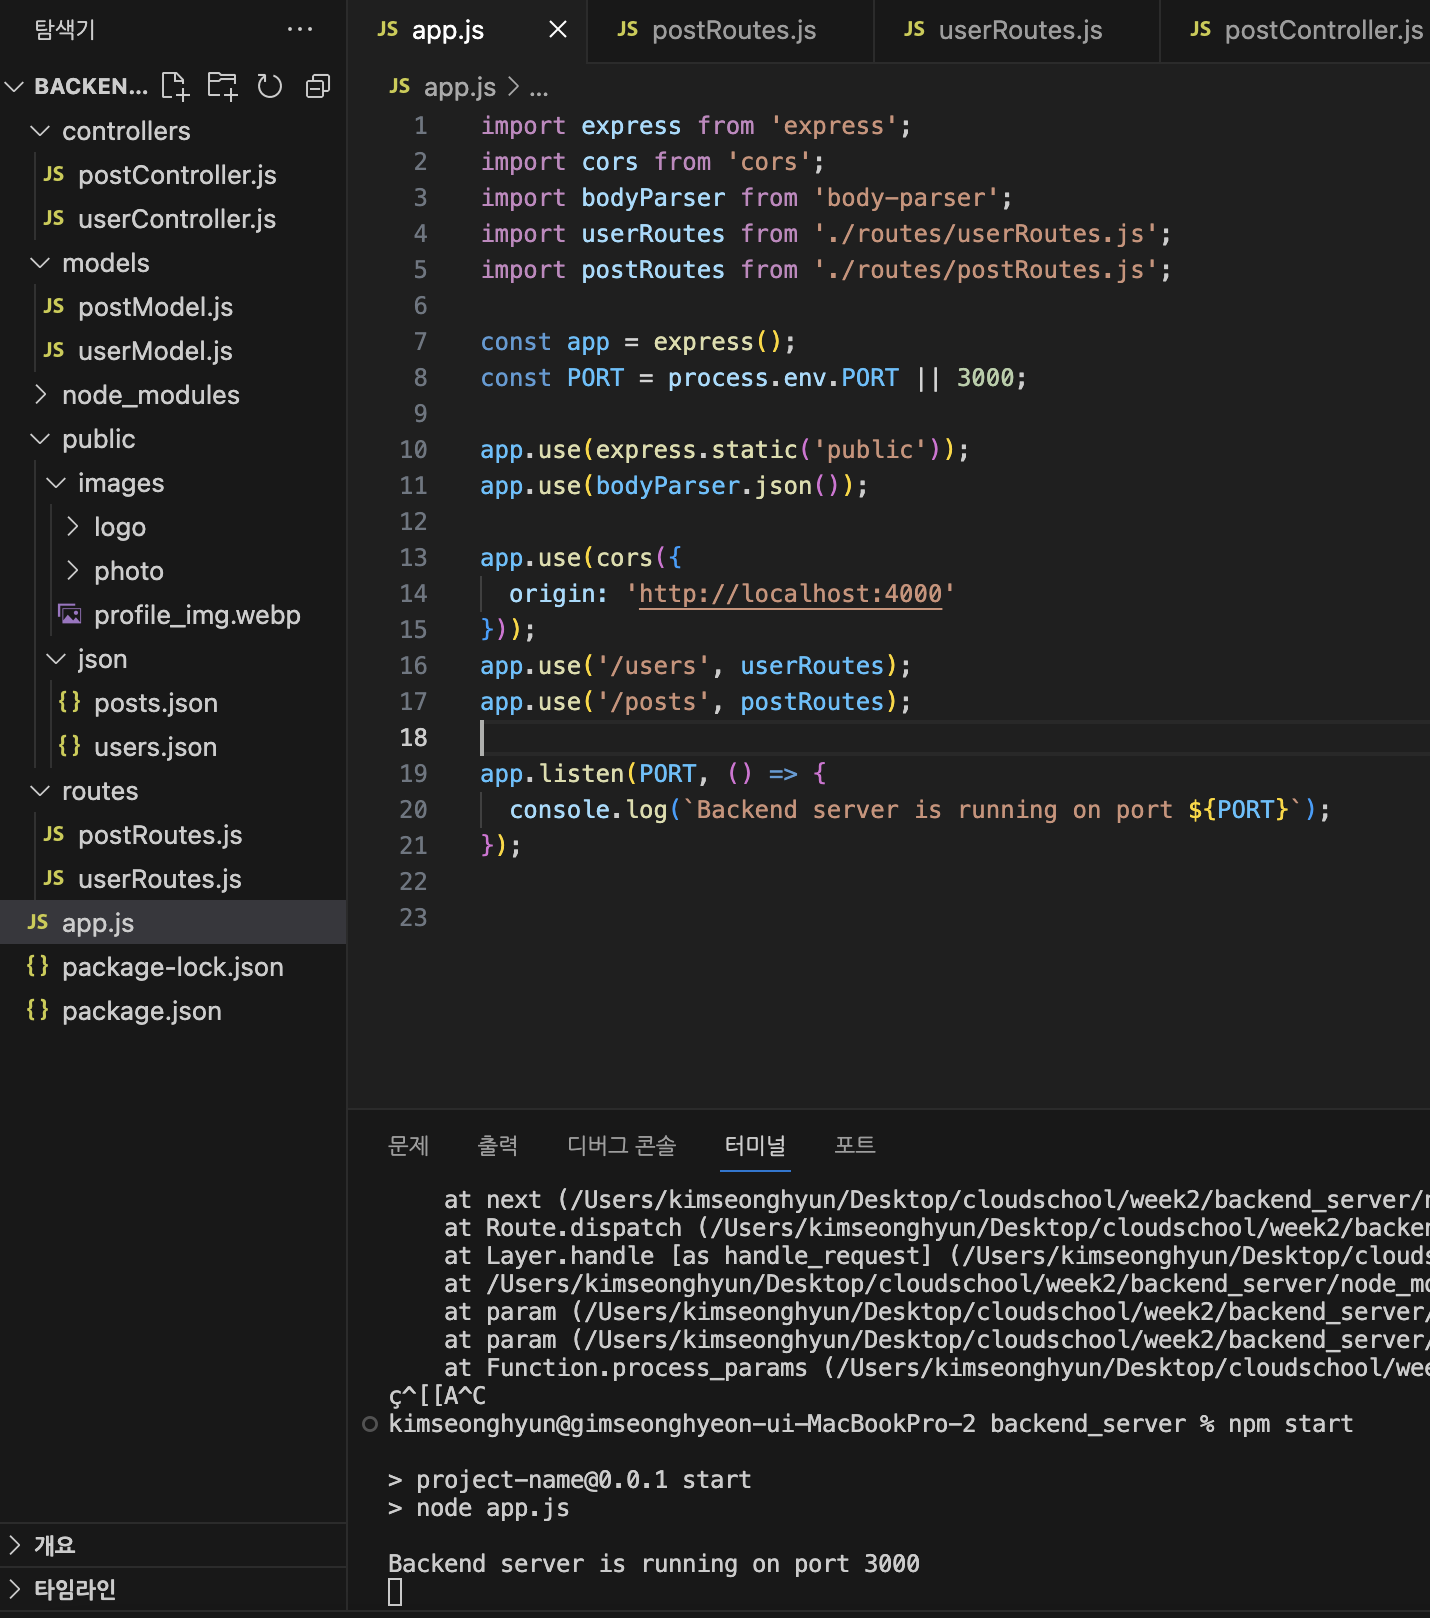 탐색기 ...
BACKEN...
controllers
JS postController.js
JS userController.js
models
JS postModel.js
JS userModel.js
node_modules
public
images
logo
photo
profile_img.webp
json
{} posts.json
{} users.json
routes
JS postRoutes.js
JS userRoutes.js
JS app.js
{} package-lock.json
{} package.json
개요
타임라인
JS app.js JS postRoutes.js JS userRoutes.js JS postController.js
JS app.js > ...
1 import express from 'express';
2 import cors from 'cors';
3 import bodyParser from 'body-parser';
4 import userRoutes from './routes/userRoutes.js';
5 import postRoutes from './routes/postRoutes.js';
6
7 const app = express();
8 const PORT = process.env.PORT || 3000;
9
10 app.use(express.static('public'));
11 app.use(bodyParser.json());
12
13 app.use(cors({
14   origin: 'http://localhost:4000'
15 }));
16 app.use('/users', userRoutes);
17 app.use('/posts', postRoutes);
18
19 app.listen(PORT, () => {
20   console.log(`Backend server is running on port ${PORT}`);
21 });
22
23
문제 출력 디버그 콘솔 터미널 포트
at next (/Users/kimseonghyun/Desktop/cloudschool/week2/backend_server/
at Route.dispatch (/Users/kimseonghyun/Desktop/cloudschool/week2/backen
at Layer.handle [as handle_request] (/Users/kimseonghyun/Desktop/clouds
at /Users/kimseonghyun/Desktop/cloudschool/week2/backend_server/node_mo
at param (/Users/kimseonghyun/Desktop/cloudschool/week2/backend_server/
at param (/Users/kimseonghyun/Desktop/cloudschool/week2/backend_server/
at Function.process_params (/Users/kimseonghyun/Desktop/cloudschool/wee
ç^[[A^C
kimseonghyun@gimseonghyeon-ui-MacBookPro-2 backend_server % npm start
> project-name@0.0.1 start
> node app.js
Backend server is running on port 3000